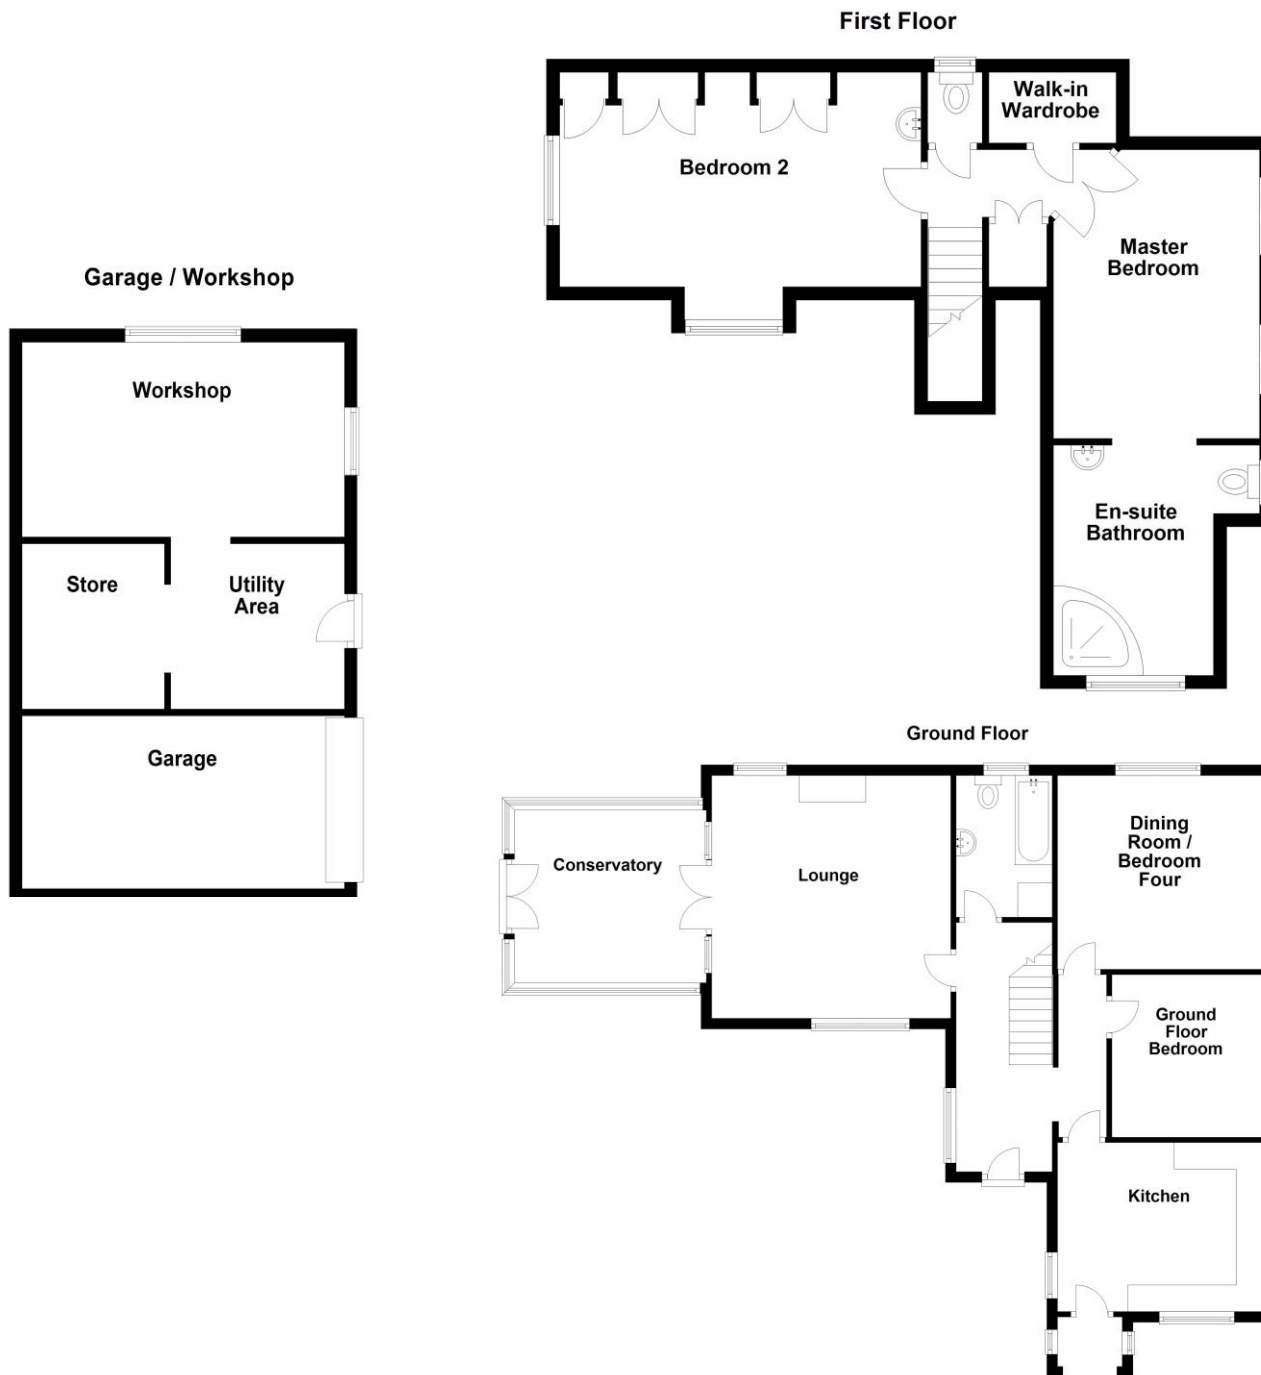 First Floor
Walk-in
Wardrobe
Bedroom 2
Master
Bedroom
En-suite
Bathroom
Garage / Workshop
Workshop
Store
Utility
Area
Garage
Ground Floor
Conservatory
Lounge
Dining
Room /
Bedroom
Four
Ground
Floor
Bedroom
Kitchen